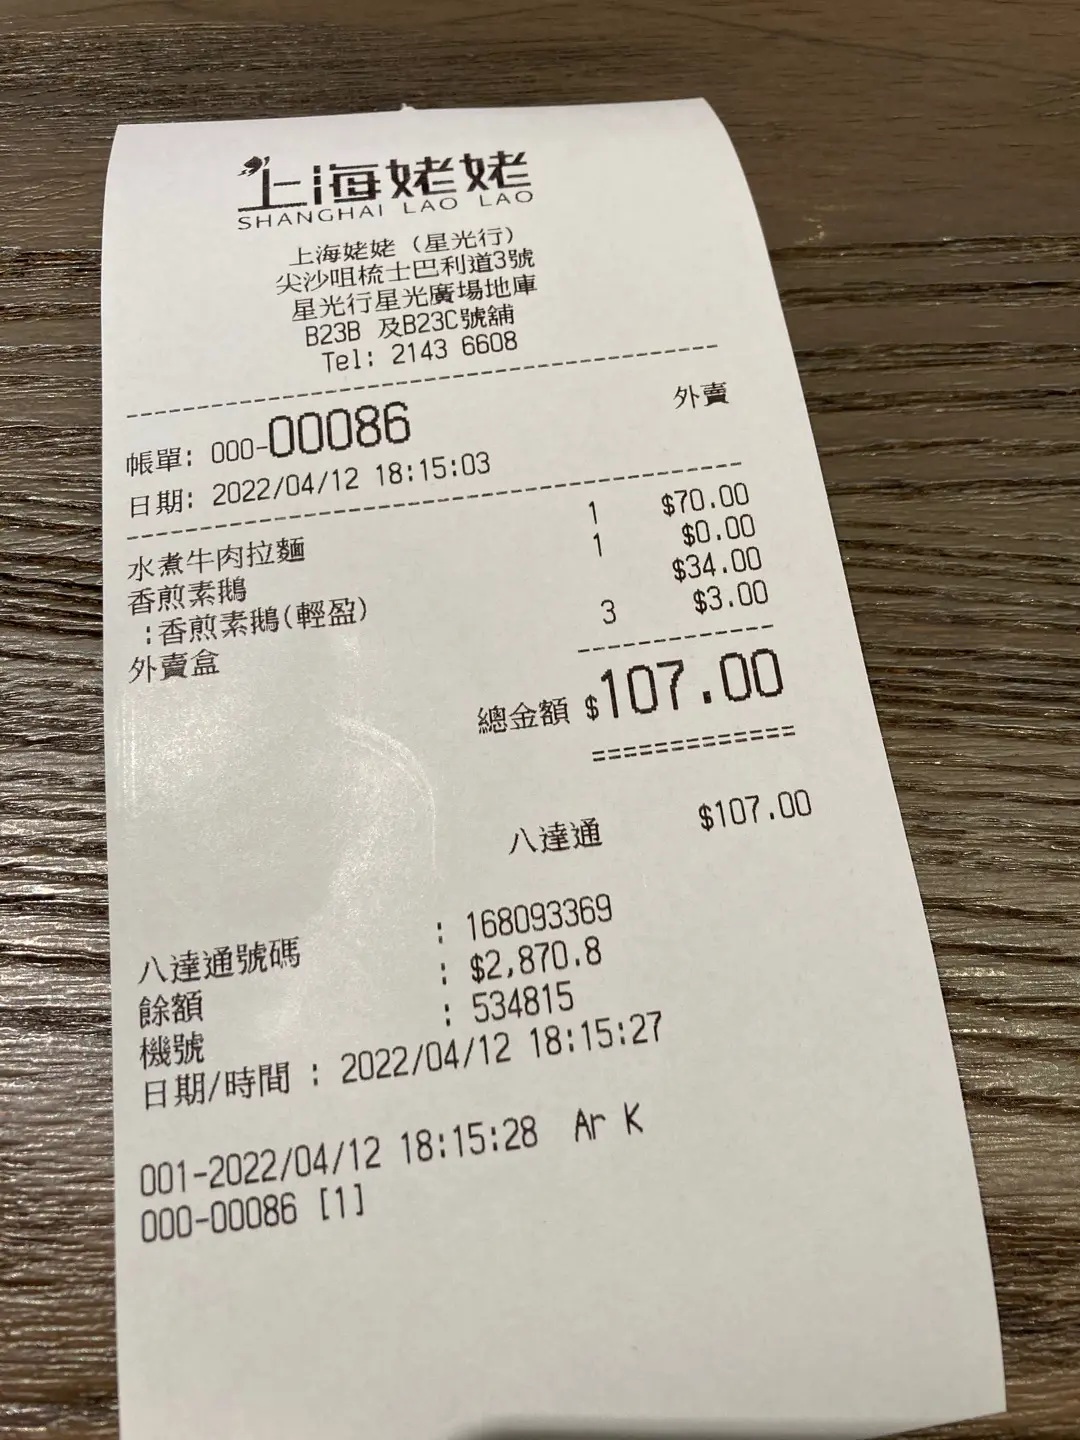 上海姥姥
SHANGHAI LAO LAO
上海姥姥（星光行）
尖沙咀梳士巴利道3號
星光行星光廣場地庫
B23B 及B23C號舖
Tel: 2143 6608
外賣
帳單: 000-00086
日期: 2022/04/12 18:15:03
水煮牛肉拉麵 1 $70.00
香煎素鵝 1 $0.00
:香煎素鵝(輕盈) $34.00
外賣盒 3 $3.00
總金額 $107.00
八達通 $107.00
八達通號碼 : 168093369
餘額 : $2,870.8
機號 : 534815
日期/時間 : 2022/04/12 18:15:27
001-2022/04/12 18:15:28 Ar K
000-00086 [1]